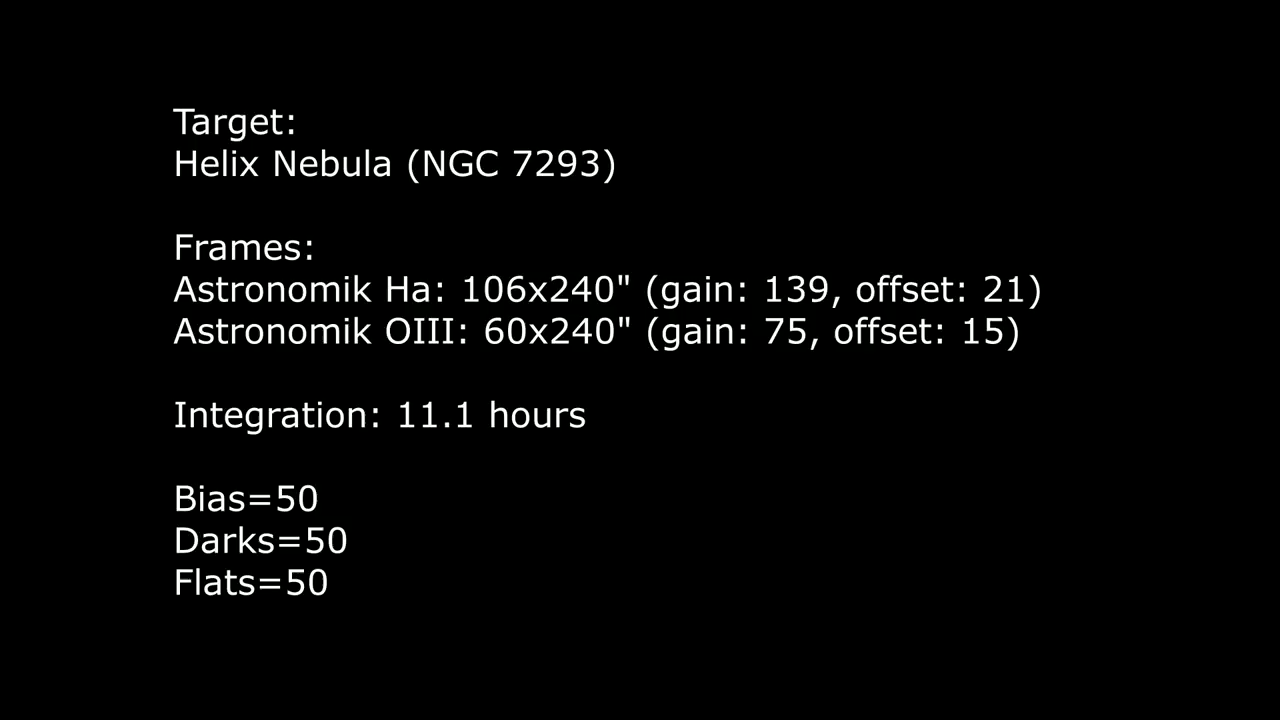 Target:
Helix Nebula (NGC 7293)
Frames:
Astronomik Ha: 106x240" (gain: 139, offset: 21)
Astronomik OIII: 60x240" (gain: 75, offset: 15)
Integration: 11.1 hours
Bias=50
Darks=50
Flats=50